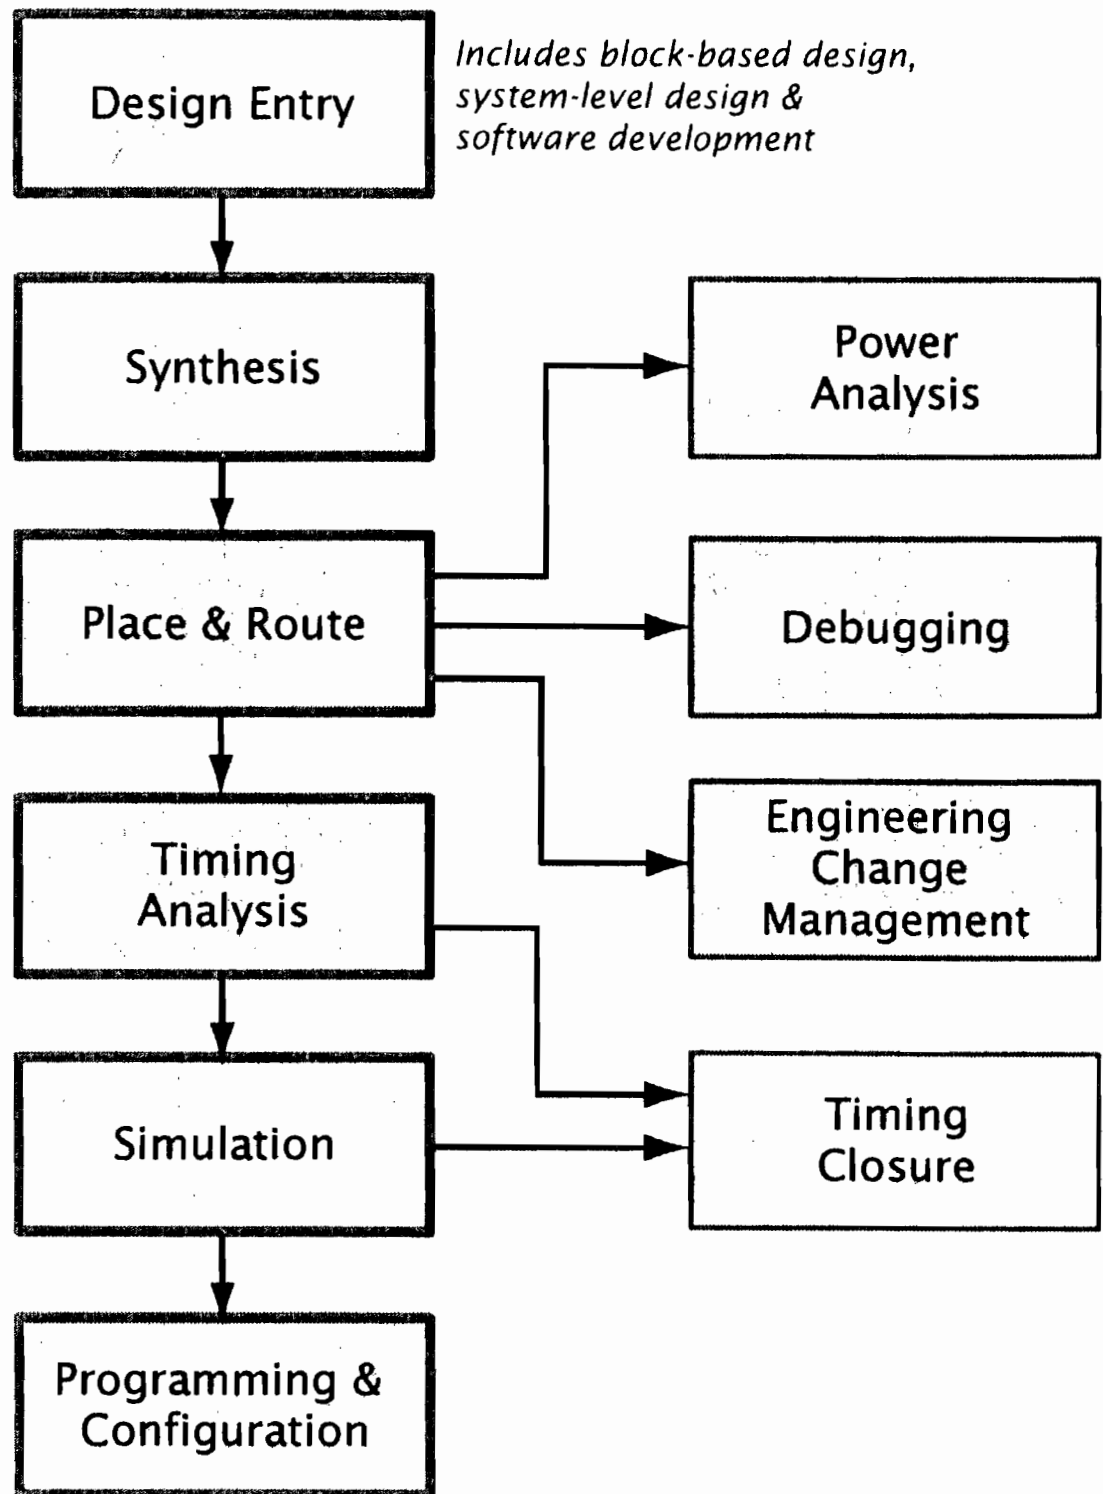 Design Entry
Includes block-based design,
system-level design &
software development
Synthesis
Power
Analysis
Place & Route
Debugging
Timing
Analysis
Engineering
Change
Management
Simulation
Timing
Closure
Programming &
Configuration